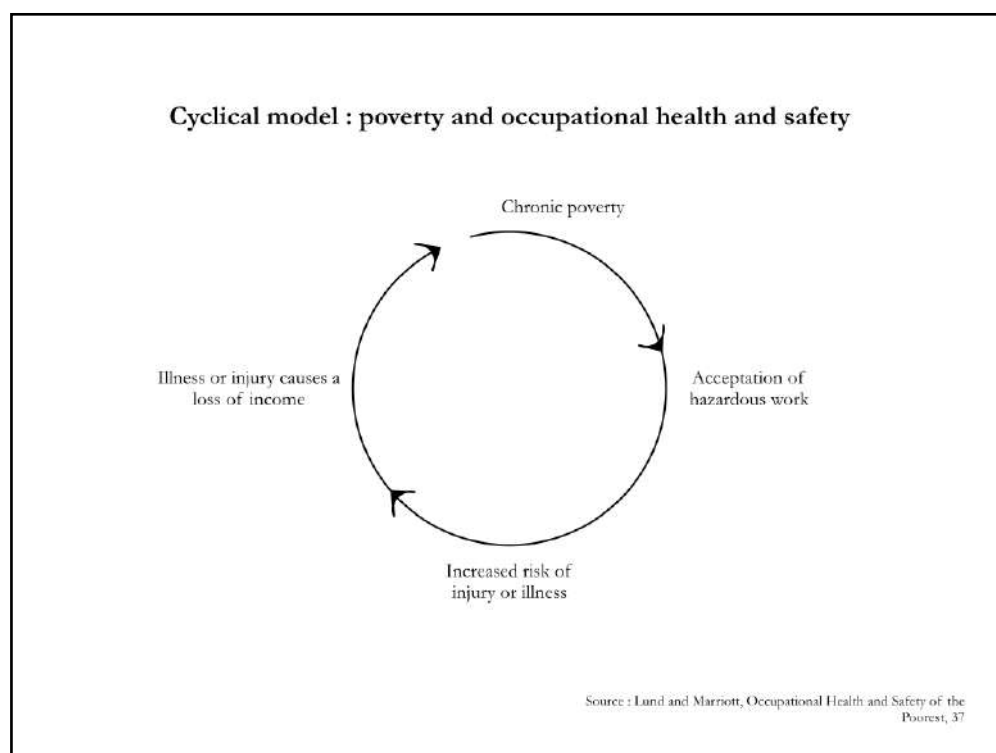 Cyclical model : poverty and occupational health and safety
Chronic poverty
Acceptation of
hazardous work
Increased risk of
injury or illness
Illness or injury causes a
loss of income
Source : Lund and Marriott, Occupational Health and Safety of the
Poorest, 37